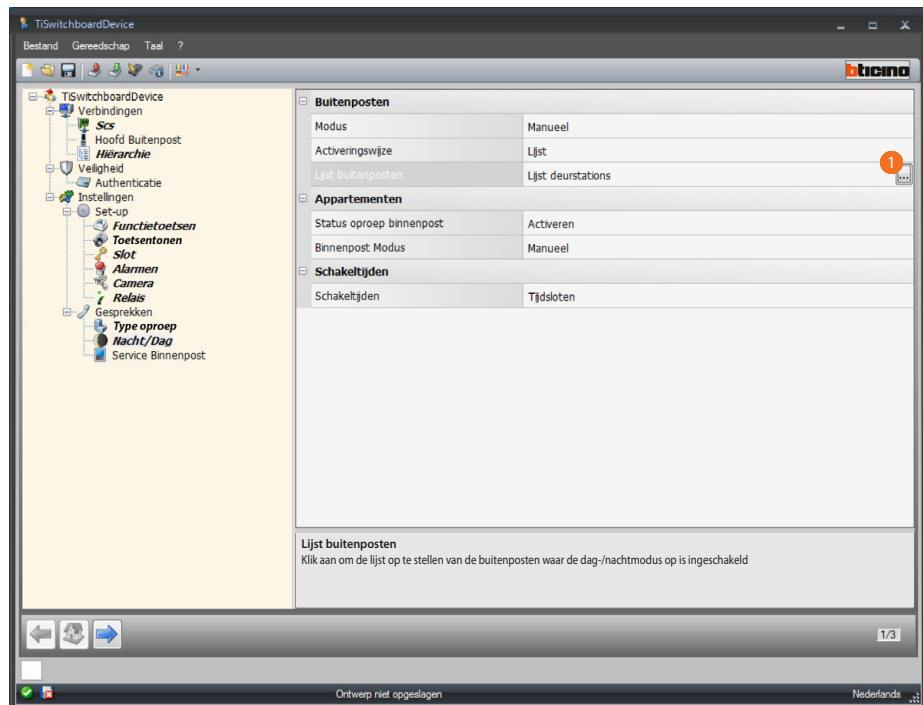 TiSwitchboardDevice
Bestand Gereedschap Taal ?
bticino
TiSwitchboardDevice
Verbindingen
Scs
Hoofd Buitenpost
Hiërarchie
Veiligheid
Authenticatie
Instellingen
Set-up
Functietoetsen
Toetsentonen
Slot
Alarmen
Camera
Relais
Gesprekken
Type oproep
Nacht/Dag
Service Binnenpost
Buitenposten
Modus Manueel
Activeringswijze Lijst
1
Lijst buitenposten Lijst deurstations ...
Appartementen
Status oproep binnenpost Activeren
Binnenpost Modus Manueel
Schakeltijden
Schakeltijden Tijdsloten
Lijst buitenposten
Klik aan om de lijst op te stellen van de buitenposten waar de dag-/nachtmodus op is ingeschakeld
1/3
Ontwerp niet opgeslagen Nederlands